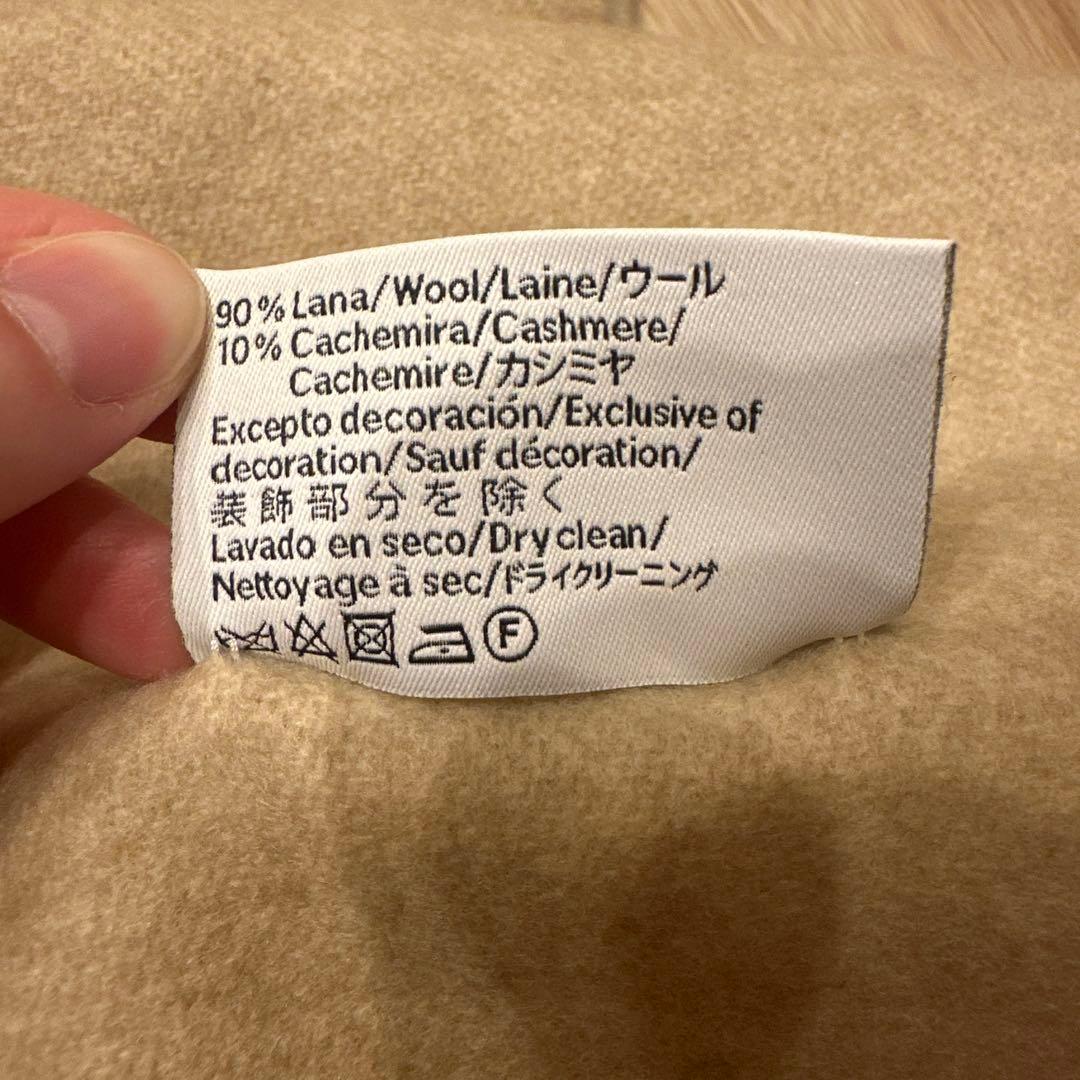 90% Lana/Wool/Laine/ウール
10% Cachemira/Cashmere/
Cachemire/カシミヤ
Excepto decoración/Exclusive of
decoration/Sauf décoration/
装飾部分を除く
Lavado en seco/Dry clean/
Nettoyage à sec/ドライクリーニング
F